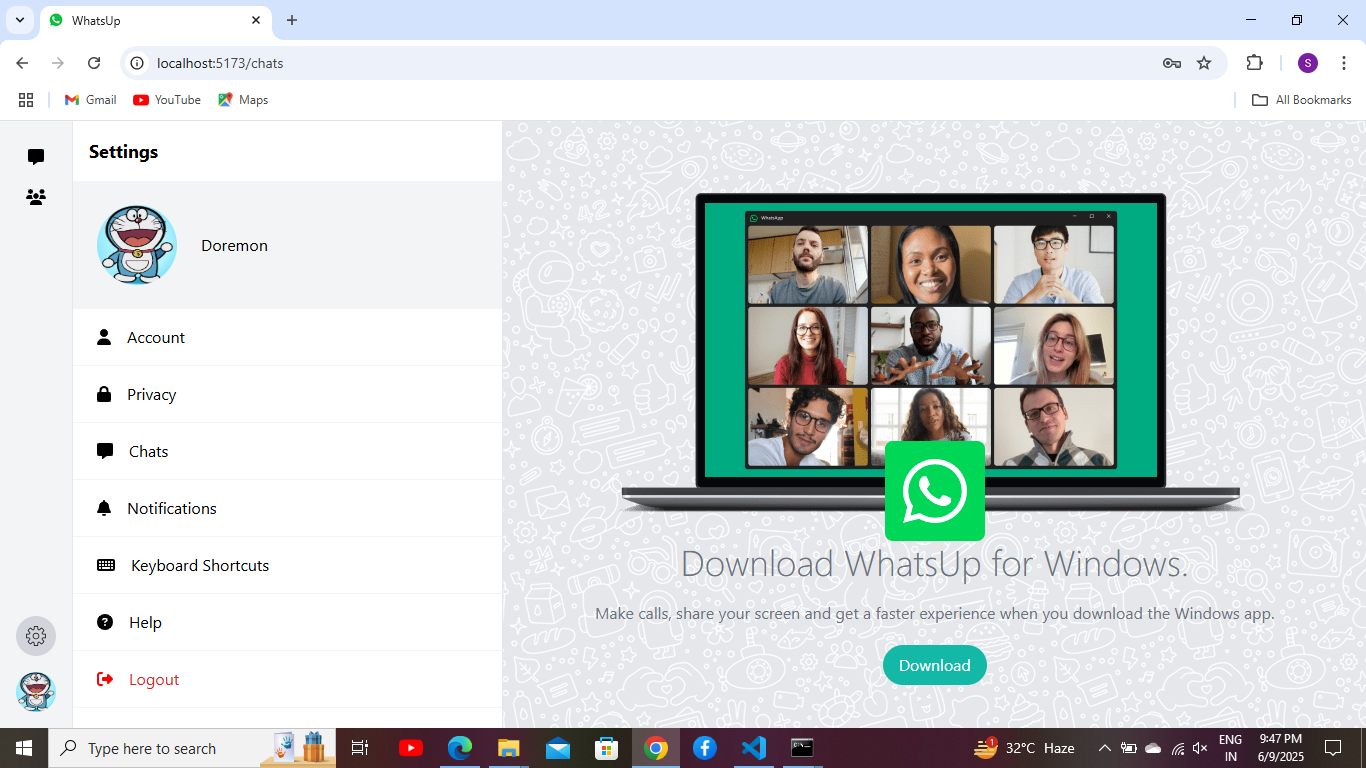 WhatsUp
localhost:5173/chats
S
Gmail
YouTube
Maps
All Bookmarks
Settings
Doremon
Account
Privacy
Chats
Notifications
Keyboard Shortcuts
Help
Logout
WhatsApp
Download WhatsUp for Windows.
Make calls, share your screen and get a faster experience when you download the Windows app.
Download
Type here to search
1
32°C Haze
ENG
IN
9:47 PM
6/9/2025